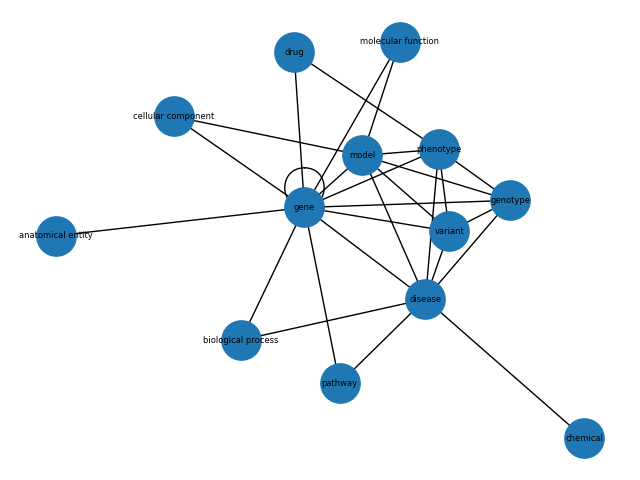 molecular function
drug
cellular component
phenotype
model
genotype
gene
variant
anatomical entity
disease
biological process
pathway
chemical